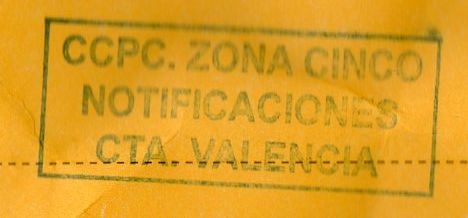 CCPC. ZONA CINCO
NOTIFICACIONES
CTA. VALENCIA